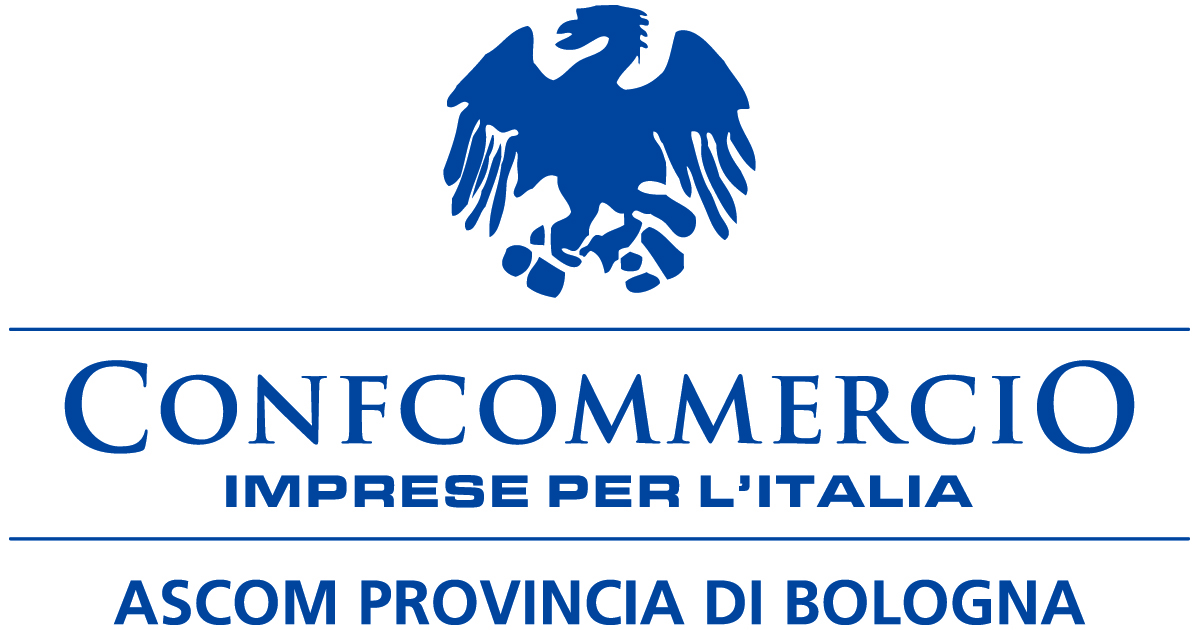 CONFCOMMERCIO
IMPRESE PER L'ITALIA
ASCOM PROVINCIA DI BOLOGNA